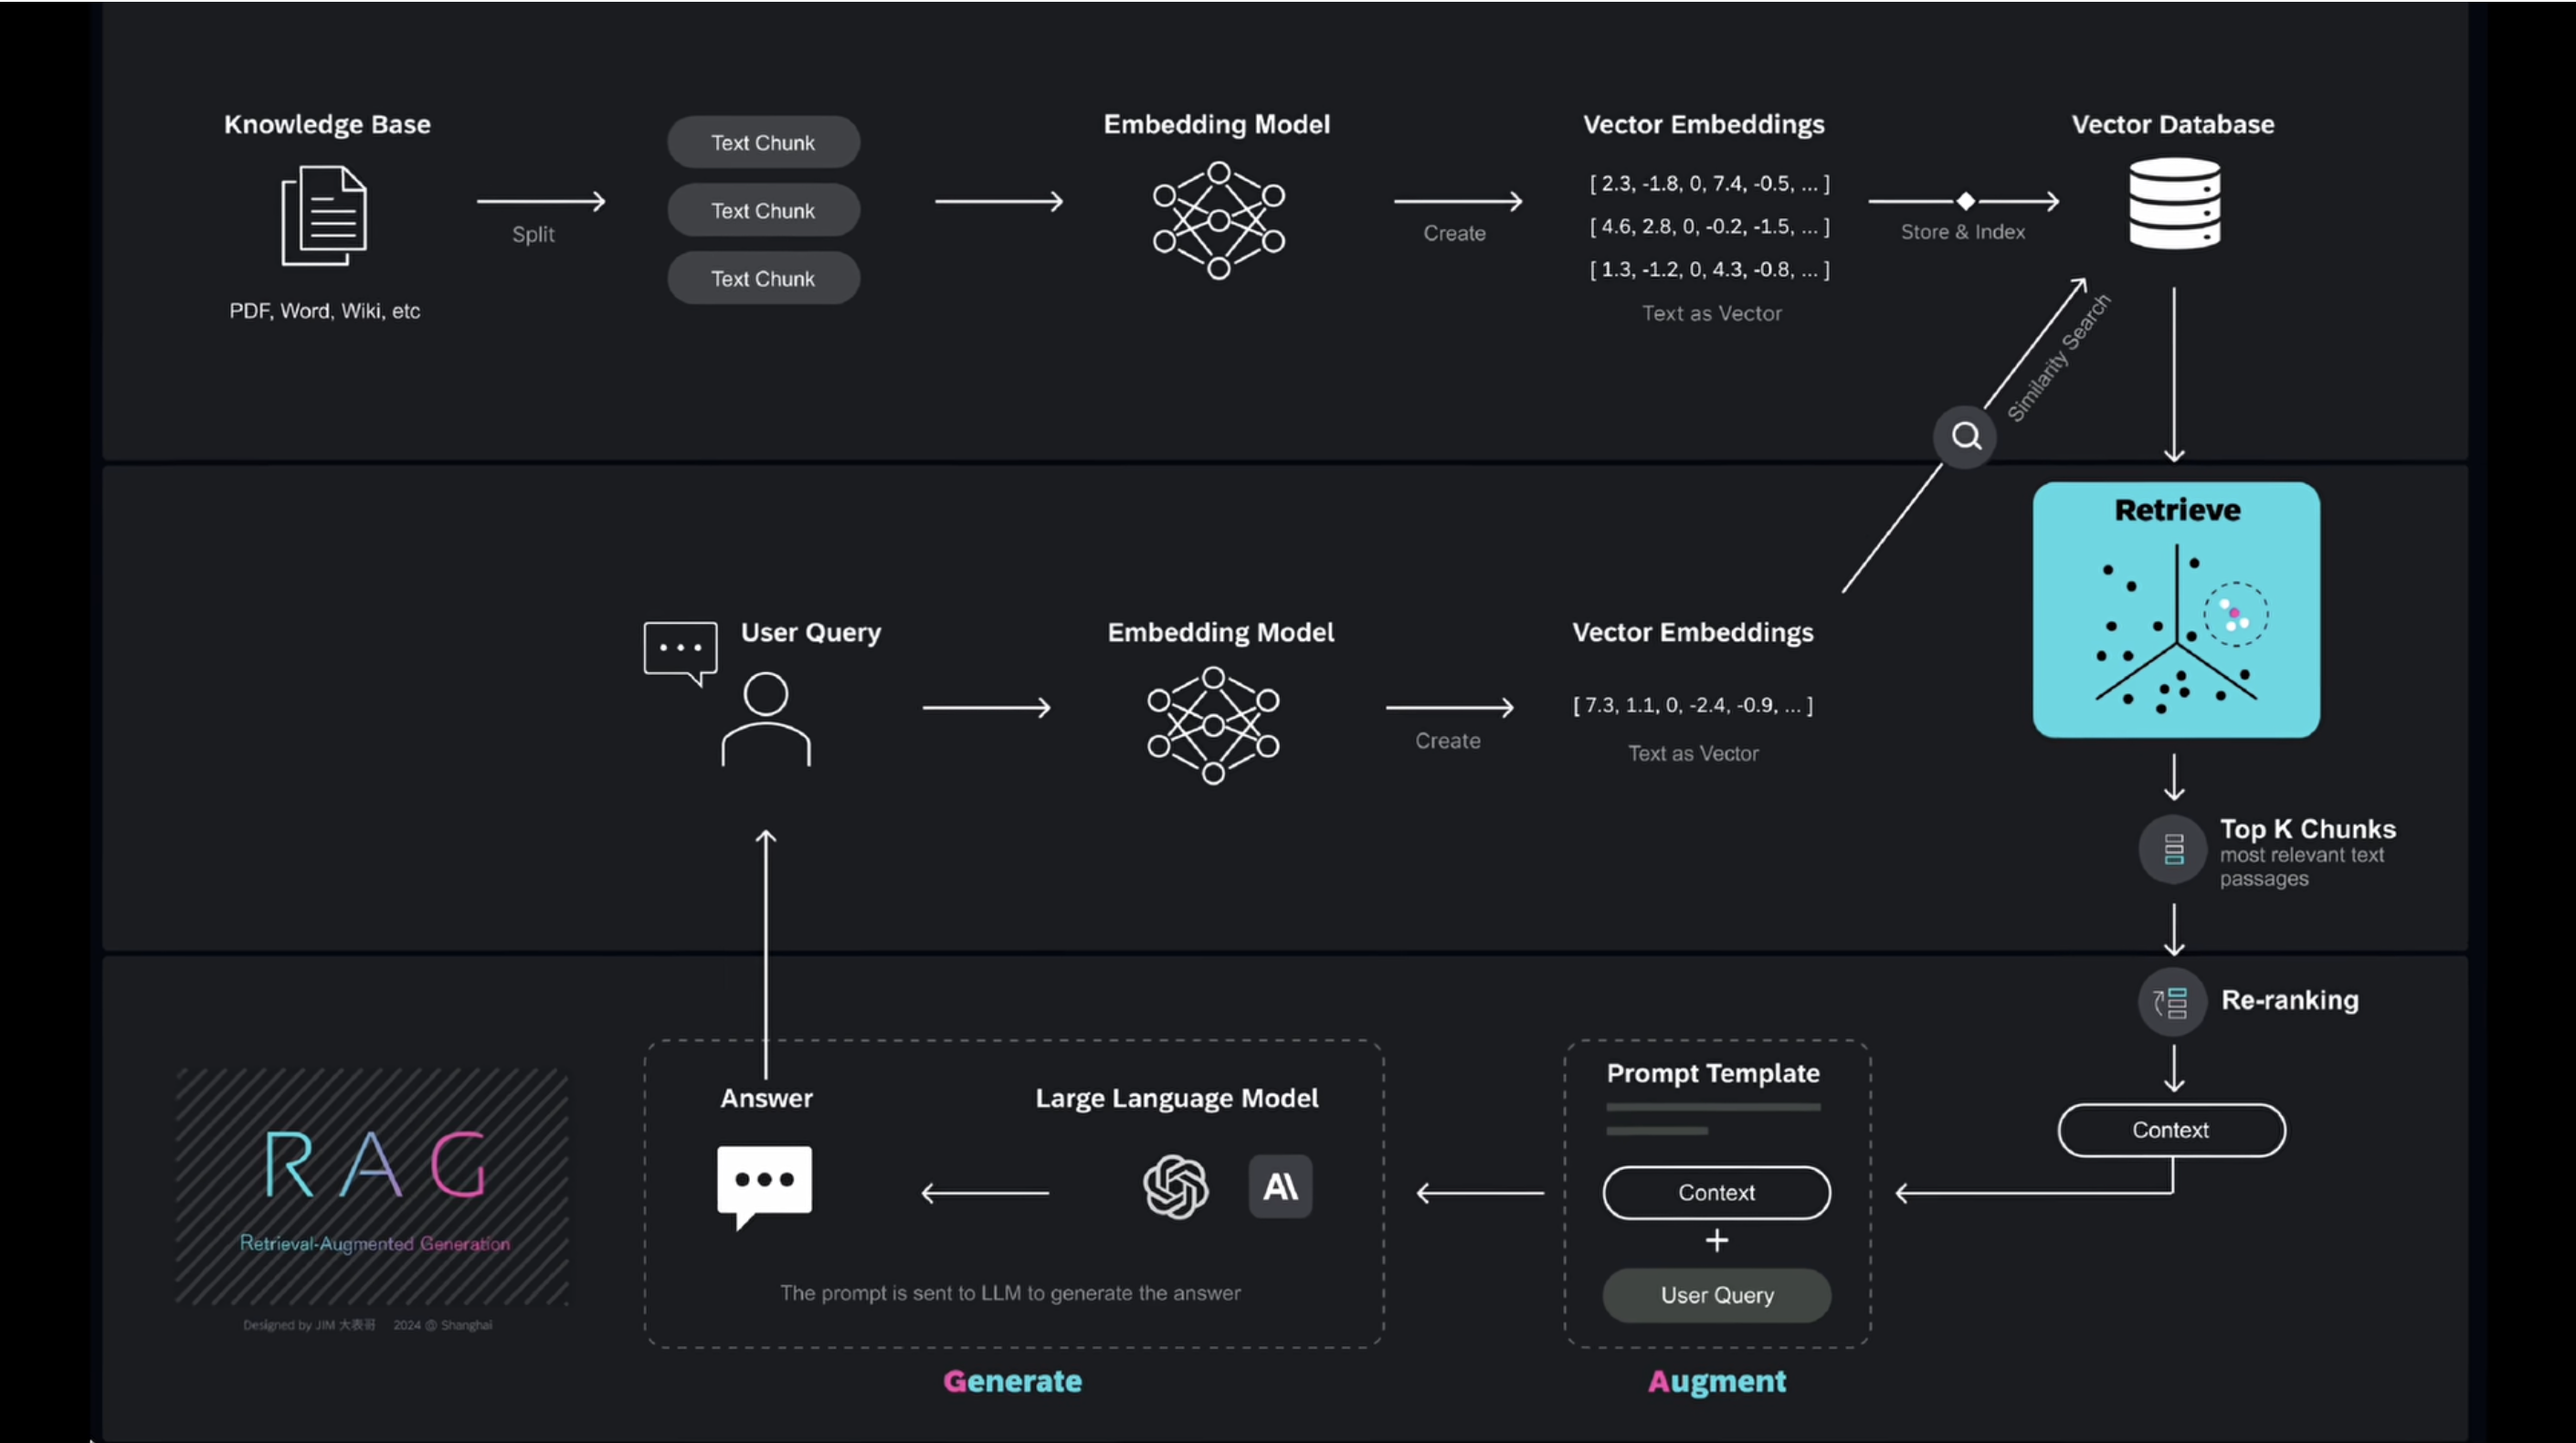 Knowledge Base
PDF, Word, Wiki, etc
Split
Text Chunk
Text Chunk
Text Chunk
Embedding Model
Create
Vector Embeddings
[ 2.3, -1.8, 0, 7.4, -0.5, ... ]
[ 4.6, 2.8, 0, -0.2, -1.5, ... ]
[ 1.3, -1.2, 0, 4.3, -0.8, ... ]
Text as Vector
Store & Index
Vector Database
Similarity Search
User Query
Embedding Model
Create
Vector Embeddings
[ 7.3, 1.1, 0, -2.4, -0.9, ... ]
Text as Vector
Retrieve
Top K Chunks
most relevant text
passages
Re-ranking
Context
Prompt Template
Context
+
User Query
Augment
Large Language Model
A\
Answer
The prompt is sent to LLM to generate the answer
Generate
RAG
Retrieval-Augmented Generation
Designed by JIM 大表哥 2024 @ Shanghai